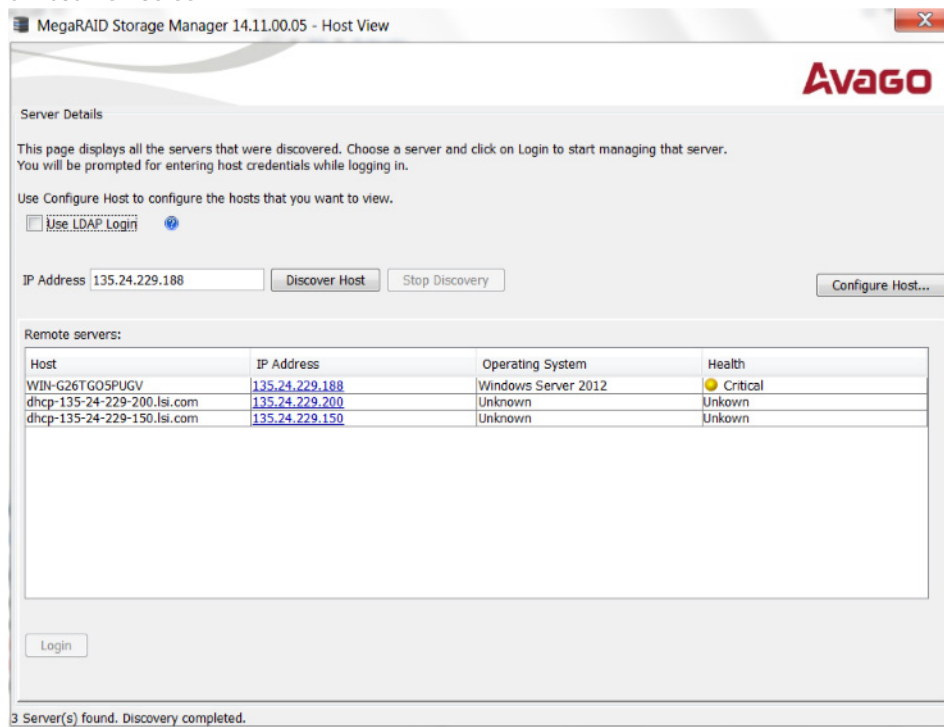 MegaRAID Storage Manager 14.11.00.05 - Host View
Avago
Server Details
This page displays all the servers that were discovered. Choose a server and click on Login to start managing that server.
You will be prompted for entering host credentials while logging in.
Use Configure Host to configure the hosts that you want to view.
Use LDAP Login
IP Address 135.24.229.188 Discover Host Stop Discovery Configure Host...
Remote servers:
Host IP Address Operating System Health
WIN-G26TGO5PUGV 135.24.229.188 Windows Server 2012 Critical
dhcp-135-24-229-200.lsi.com 135.24.229.200 Unknown Unkown
dhcp-135-24-229-150.lsi.com 135.24.229.150 Unknown Unkown
Login
3 Server(s) found. Discovery completed.